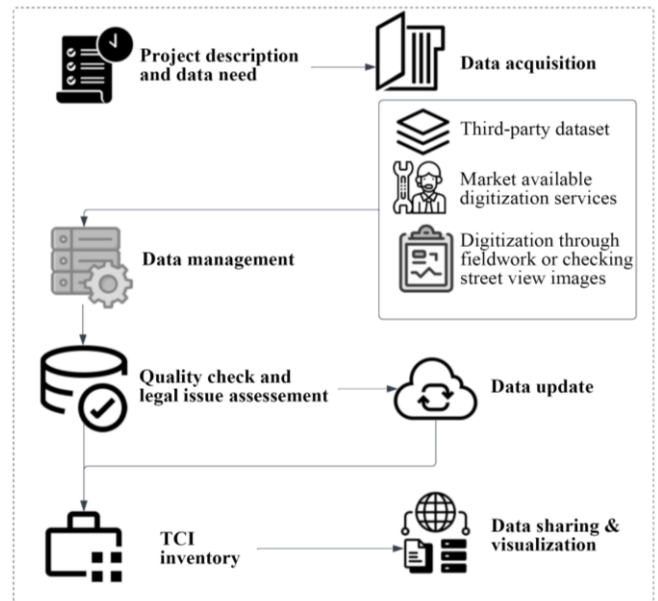 Project description
and data need
Data acquisition
Third-party dataset
Market available
digitization services
Digitization through
fieldwork or checking
street view images
Data management
Quality check and
legal issue assessement
Data update
TCI
inventory
Data sharing &
visualization